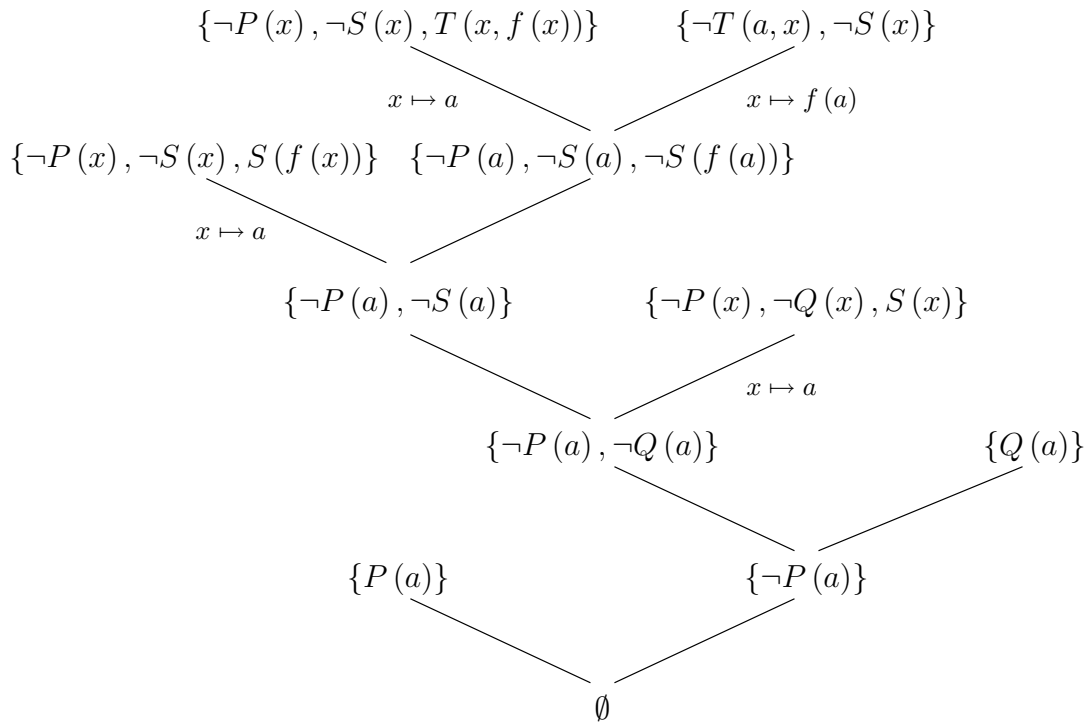 {¬P (x) , ¬S (x) , T (x, f (x))} {¬T (a, x) , ¬S (x)}
x ↦ a x ↦ f (a)
{¬P (x) , ¬S (x) , S (f (x))} {¬P (a) , ¬S (a) , ¬S (f (a))}
x ↦ a
{¬P (a) , ¬S (a)} {¬P (x) , ¬Q (x) , S (x)}
x ↦ a
{¬P (a) , ¬Q (a)} {Q (a)}
{P (a)} {¬P (a)}
∅